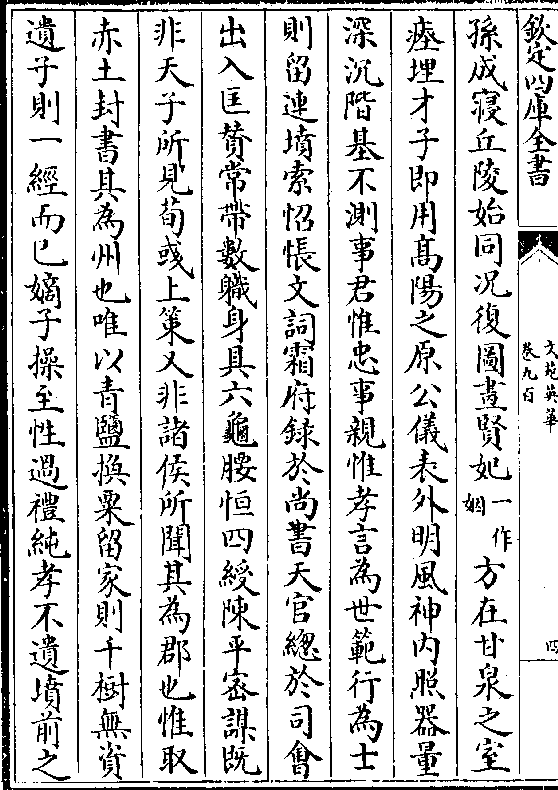 欽定四庫全書
文苑英華
卷九百
四
孫成寢丘陵始同况復圖畫賢妃一作姻方在甘泉之室
瘞埋才子即用髙陽之原公儀表外明風神内照器量
深沉階基不測事君惟忠事親惟孝言為世範行為士
則留連墳索怊悵文詞霜府録於尚書天官總於司會
出入匡贊常帶數職身具六龜腰恒四綬陳平密謀既
非天子所見荀彧上策又非諸侯所聞其為郡也惟取
赤土封書其為州也唯以青鹽換粟留家則千樹無資
遺子則一經而已嫡子操至性過禮純孝不遺墳前之